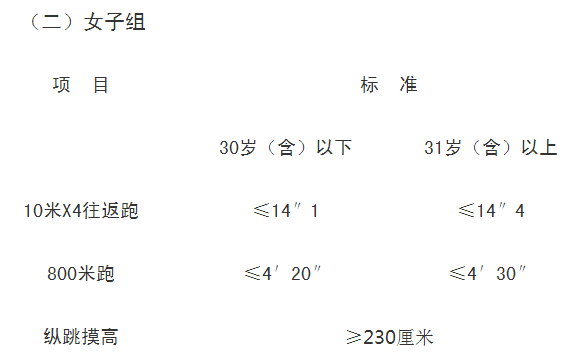 （二）女子组
项 目 标 准
30岁（含）以下 31岁（含）以上
10米X4往返跑 ≤14″1 ≤14″4
800米跑 ≤4′20″ ≤4′30″
纵跳摸高 ≥230厘米